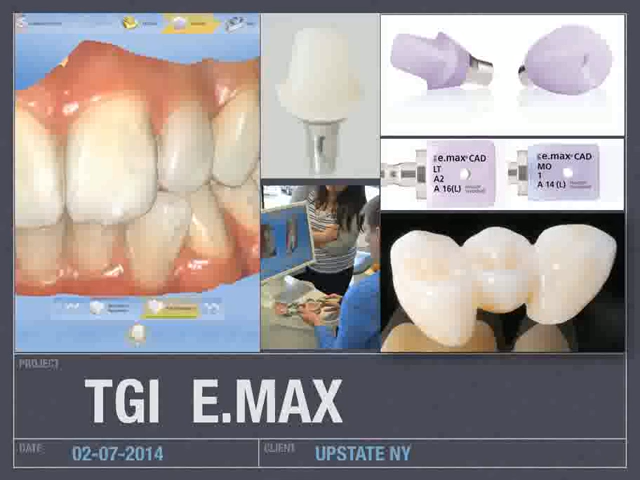 e.max CAD
LT
A2
A 16(L)
e.max CAD
MO
1
A 14 (L)
PROJECT
TGI E.MAX
DATE
02-07-2014
CLIENT
UPSTATE NY